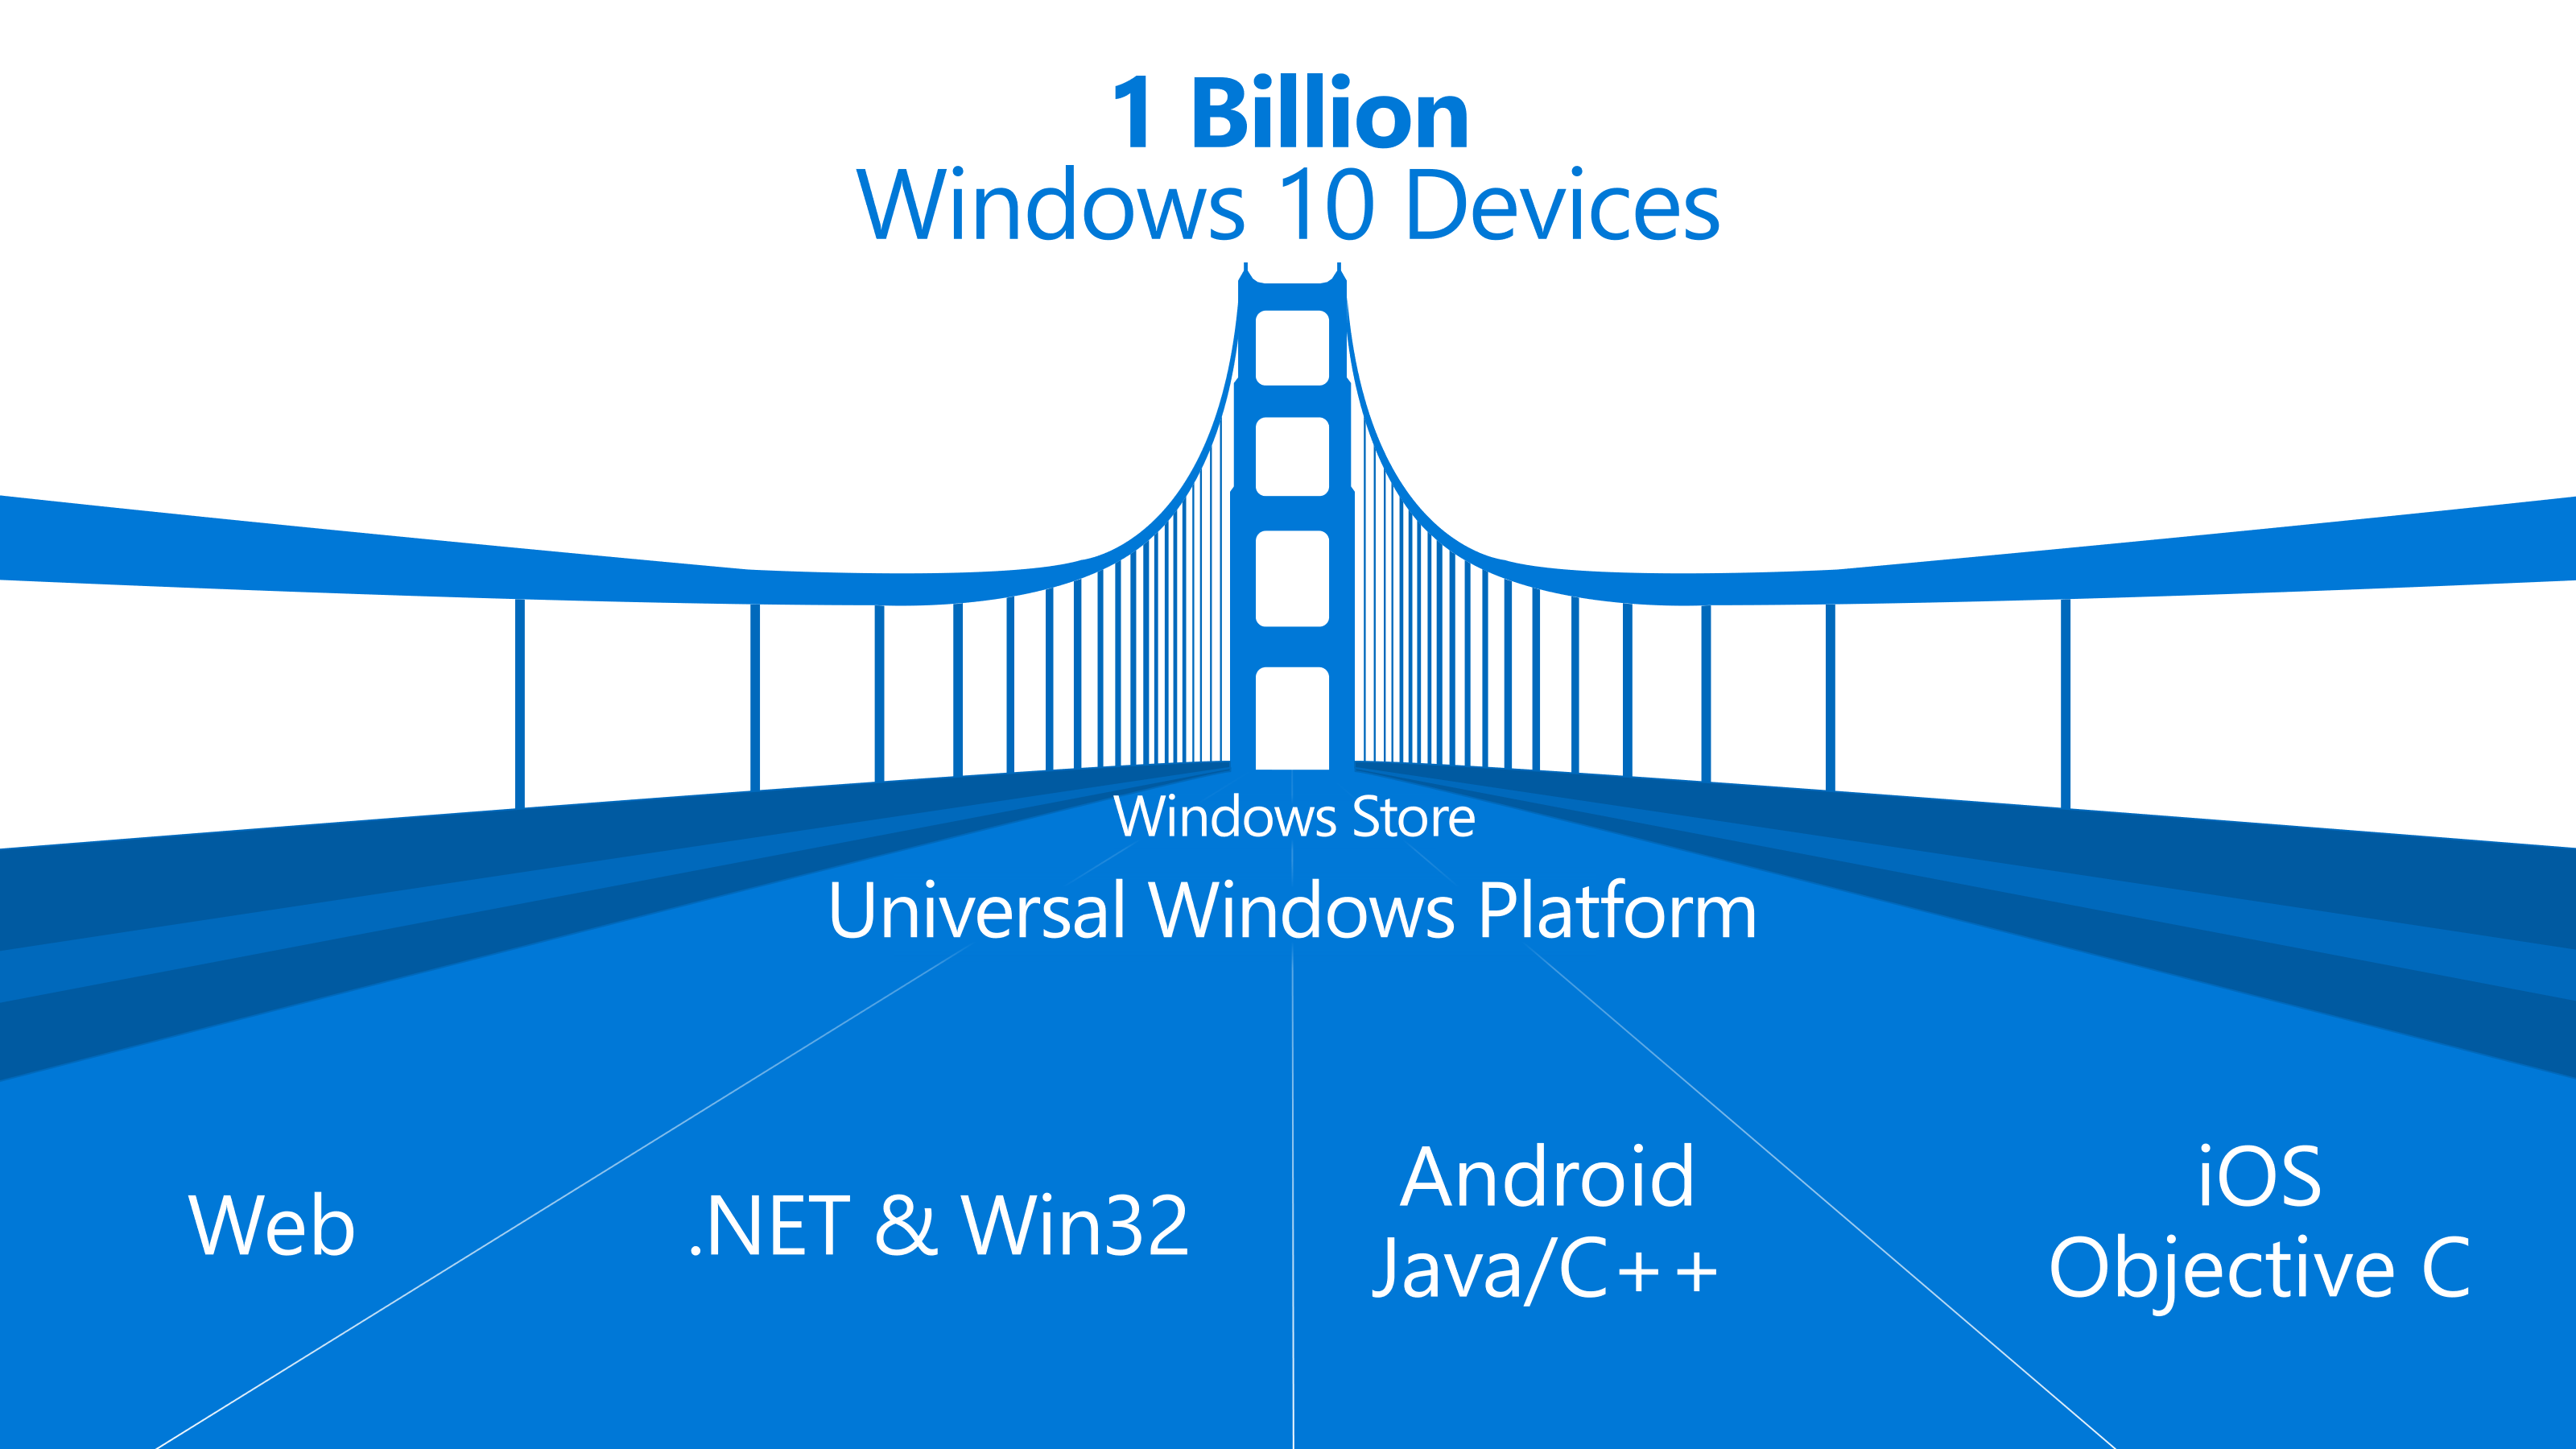 1 Billion
Windows 10 Devices
Windows Store
Universal Windows Platform
Web
.NET & Win32
Android
Java/C++
iOS
Objective C